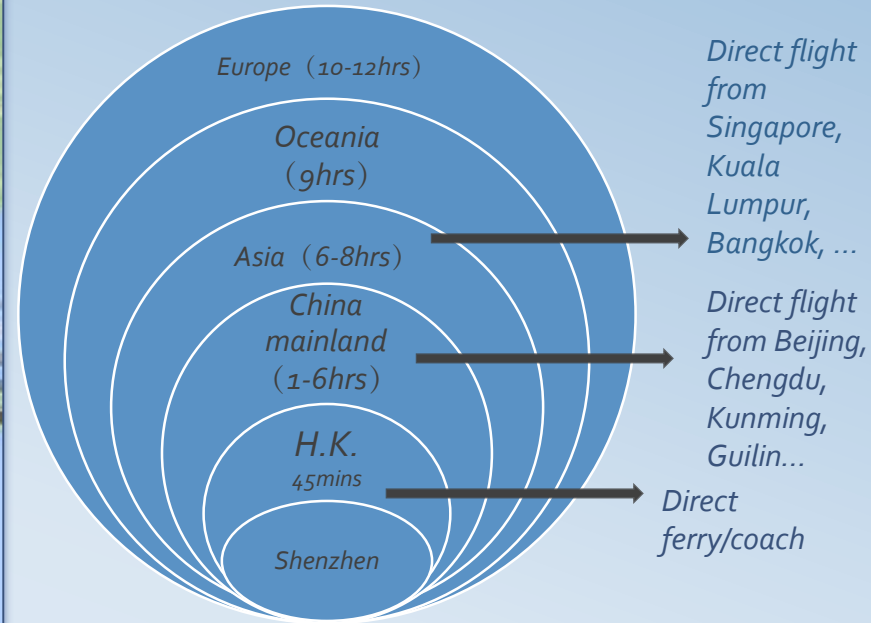 Europe（10-12hrs）
Oceania
（9hrs）
Asia（6-8hrs）
China
mainland
（1-6hrs）
H.K.
45mins
Shenzhen
Direct flight
from
Singapore,
Kuala
Lumpur,
Bangkok, ...
Direct flight
from Beijing,
Chengdu,
Kunming,
Guilin...
Direct
ferry/coach